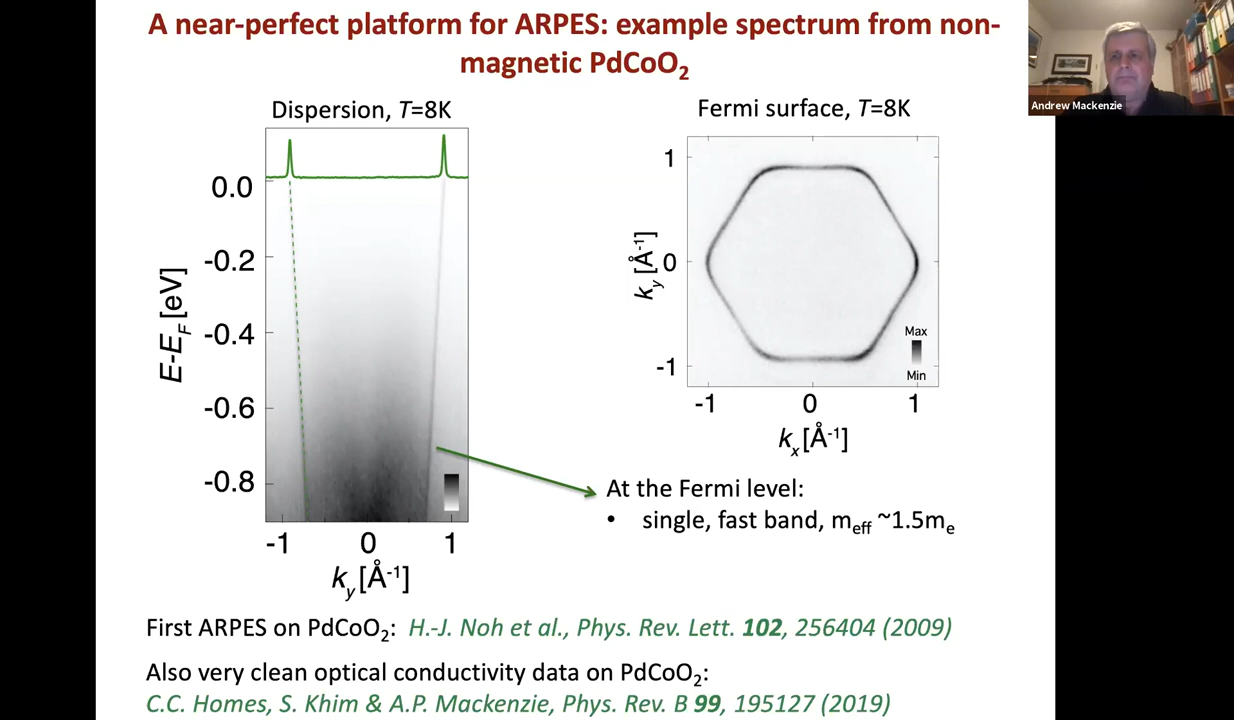 A near-perfect platform for ARPES: example spectrum from non-
magnetic PdCoO₂
Andrew Mackenzie
Dispersion, T=8K
0.0
-0.2
-0.4
-0.6
-0.8
E-E_F [eV]
-1 0 1
k_y [Å⁻¹]
Fermi surface, T=8K
1
0
-1
k_y [Å⁻¹]
Max
Min
-1 0 1
k_x [Å⁻¹]
At the Fermi level:
• single, fast band, m_eff ~1.5m_e
First ARPES on PdCoO₂: H.-J. Noh et al., Phys. Rev. Lett. 102, 256404 (2009)
Also very clean optical conductivity data on PdCoO₂:
C.C. Homes, S. Khim & A.P. Mackenzie, Phys. Rev. B 99, 195127 (2019)